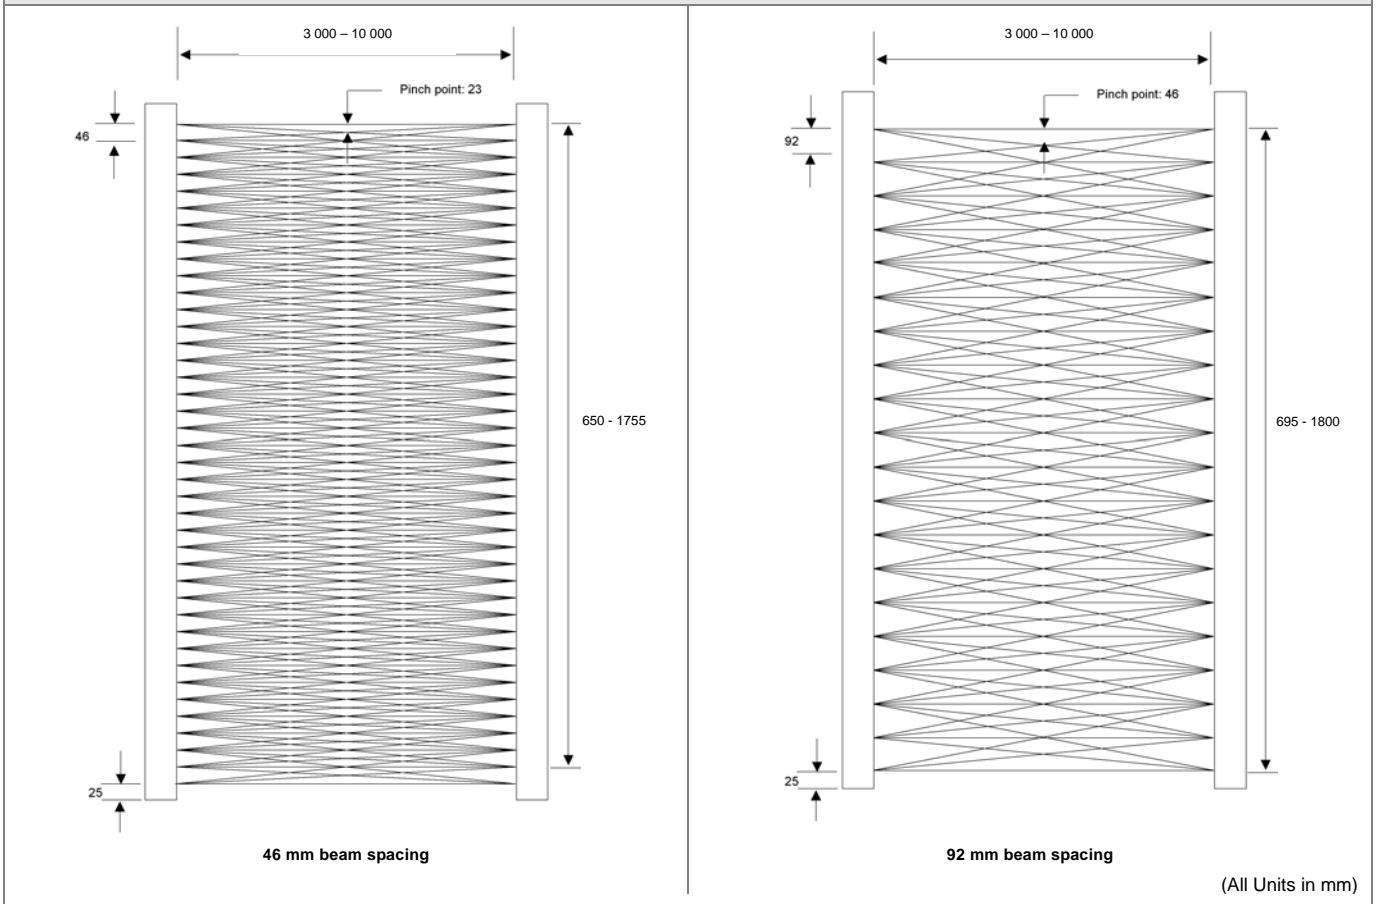 3 000 – 10 000
Pinch point: 23
46
650 - 1755
25
46 mm beam spacing
3 000 – 10 000
Pinch point: 46
92
695 - 1800
25
92 mm beam spacing
(All Units in mm)